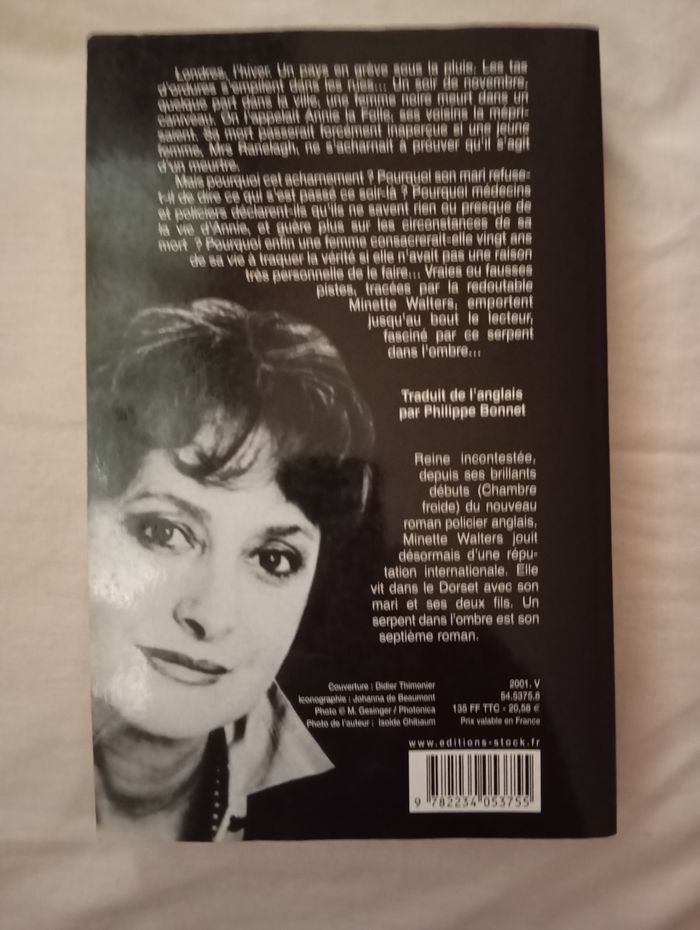 Londres, l'hiver. Un pays en grève sous la pluie. Les tas
d'ordures s'empilent dans les rues... Un soir de novembre,
quelque part dans la ville, une femme noire meurt dans un
caniveau. On l'appelait Annie la Folle, ses voisins la mépri-
saient. Sa mort passerait forcément inaperçue si une jeune
femme, Mrs Ranelagh, ne s'acharnait à prouver qu'il s'agit
d'un meurtre.
Mais pourquoi cet acharnement ? Pourquoi son mari refuse-
t-il de dire ce qui s'est passé ce soir-là ? Pourquoi médecins
et policiers déclarent-ils qu'ils ne savent rien ou presque de
la vie d'Annie, et guère plus sur les circonstances de sa
mort ? Pourquoi enfin une femme consacrerait-elle vingt ans
de sa vie à traquer la vérité si elle n'avait pas une raison
très personnelle de le faire... Vraies ou fausses
pistes, tracées par la redoutable
Minette Walters, emportent
jusqu'au bout le lecteur,
fasciné par ce serpent
dans l'ombre...
Traduit de l'anglais
par Philippe Bonnet
Reine incontestée,
depuis ses brillants
débuts (Chambre
froide) du nouveau
roman policier anglais,
Minette Walters jouit
désormais d'une répu-
tation internationale. Elle
vit dans le Dorset avec son
mari et ses deux fils. Un
serpent dans l'ombre est son
septième roman.
Couverture : Didier Thimonier
Iconographie : Johanna de Beaumont
Photo © M. Gesinger / Photonica
Photo de l'auteur : Isolde Ohlbaum
2001. V
54.5375.8
135 FF TTC - 20,58 €
Prix valable en France
www.editions-stock.fr
9 782234 053755